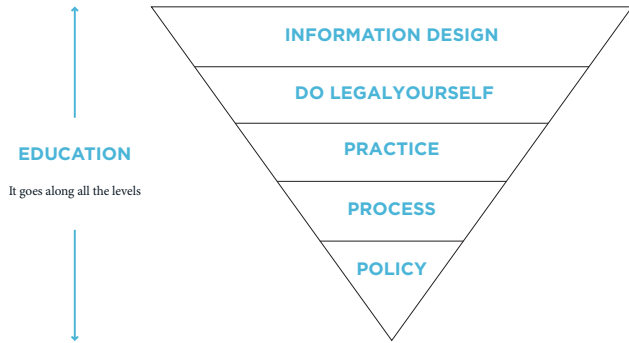 INFORMATION DESIGN
DO LEGALYOURSELF
EDUCATION
It goes along all the levels
PRACTICE
PROCESS
POLICY